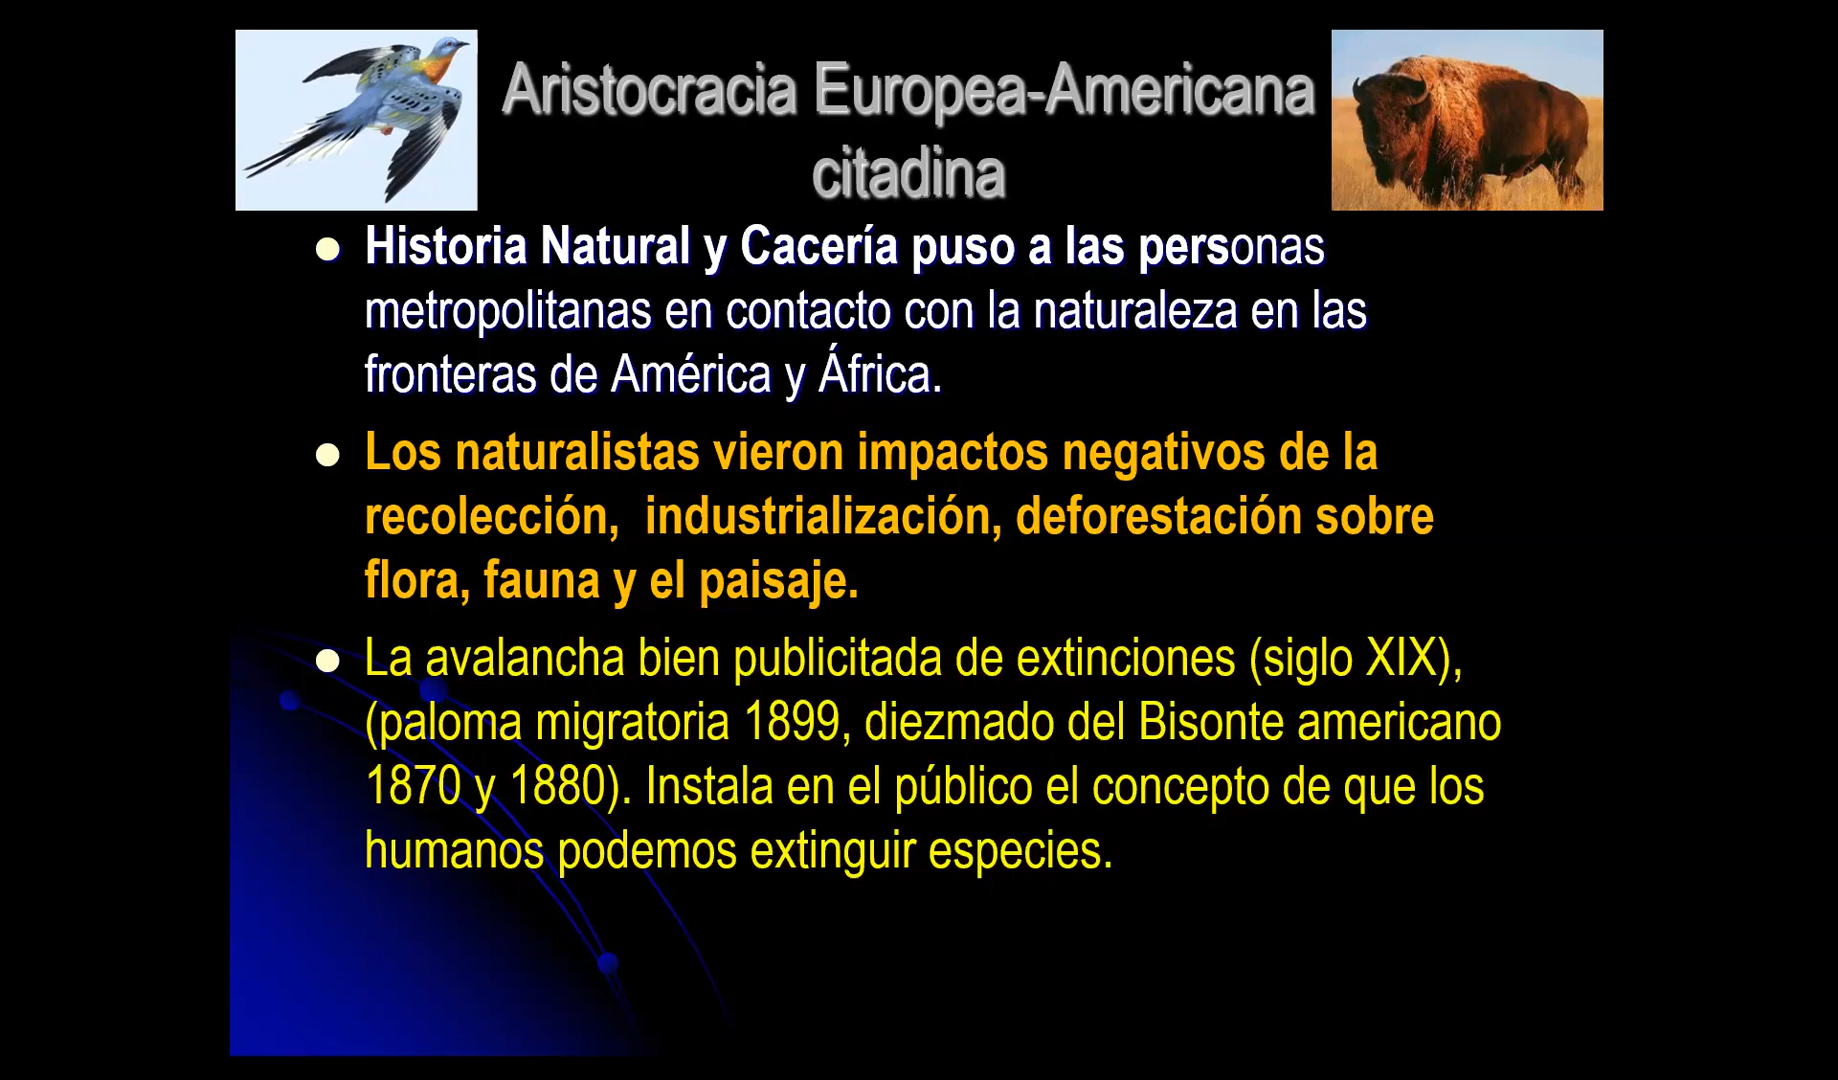 Aristocracia Europea-Americana
citadina
Historia Natural y Cacería puso a las personas
metropolitanas en contacto con la naturaleza en las
fronteras de América y África.
Los naturalistas vieron impactos negativos de la
recolección, industrialización, deforestación sobre
flora, fauna y el paisaje.
La avalancha bien publicitada de extinciones (siglo XIX),
(paloma migratoria 1899, diezmado del Bisonte americano
1870 y 1880). Instala en el público el concepto de que los
humanos podemos extinguir especies.